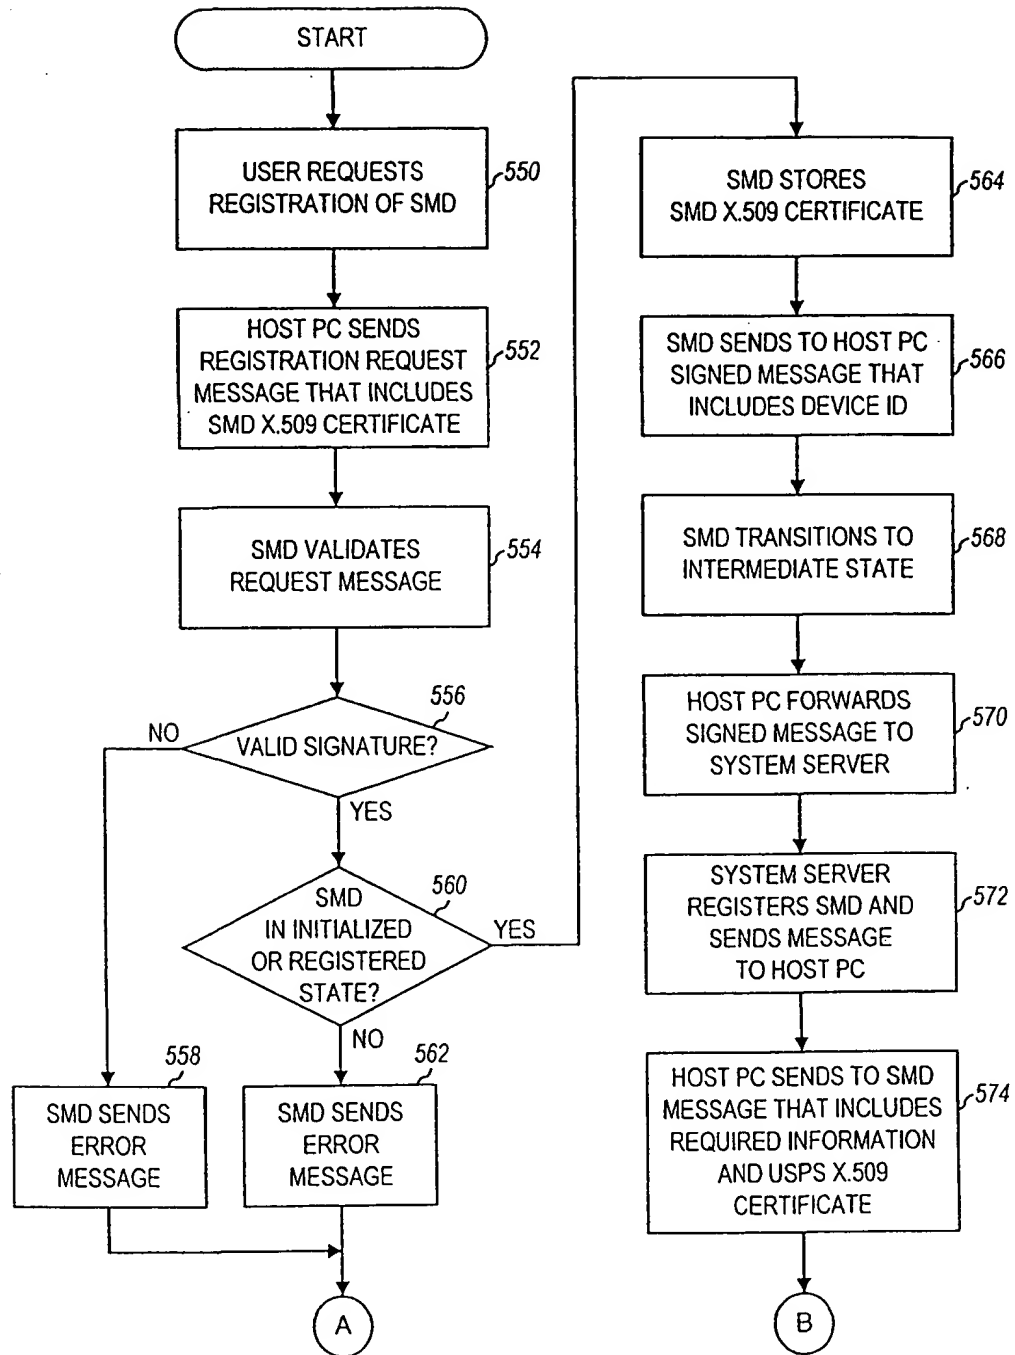 START
USER REQUESTS
REGISTRATION OF SMD
550
HOST PC SENDS
REGISTRATION REQUEST
MESSAGE THAT INCLUDES
SMD X.509 CERTIFICATE
552
SMD VALIDATES
REQUEST MESSAGE
554
VALID SIGNATURE?
556
NO
YES
SMD
IN INITIALIZED
OR REGISTERED
STATE?
560
YES
NO
558
SMD SENDS
ERROR
MESSAGE
562
SMD SENDS
ERROR
MESSAGE
A
SMD STORES
SMD X.509 CERTIFICATE
564
SMD SENDS TO HOST PC
SIGNED MESSAGE THAT
INCLUDES DEVICE ID
566
SMD TRANSITIONS TO
INTERMEDIATE STATE
568
HOST PC FORWARDS
SIGNED MESSAGE TO
SYSTEM SERVER
570
SYSTEM SERVER
REGISTERS SMD AND
SENDS MESSAGE
TO HOST PC
572
HOST PC SENDS TO SMD
MESSAGE THAT INCLUDES
REQUIRED INFORMATION
AND USPS X.509
CERTIFICATE
574
B